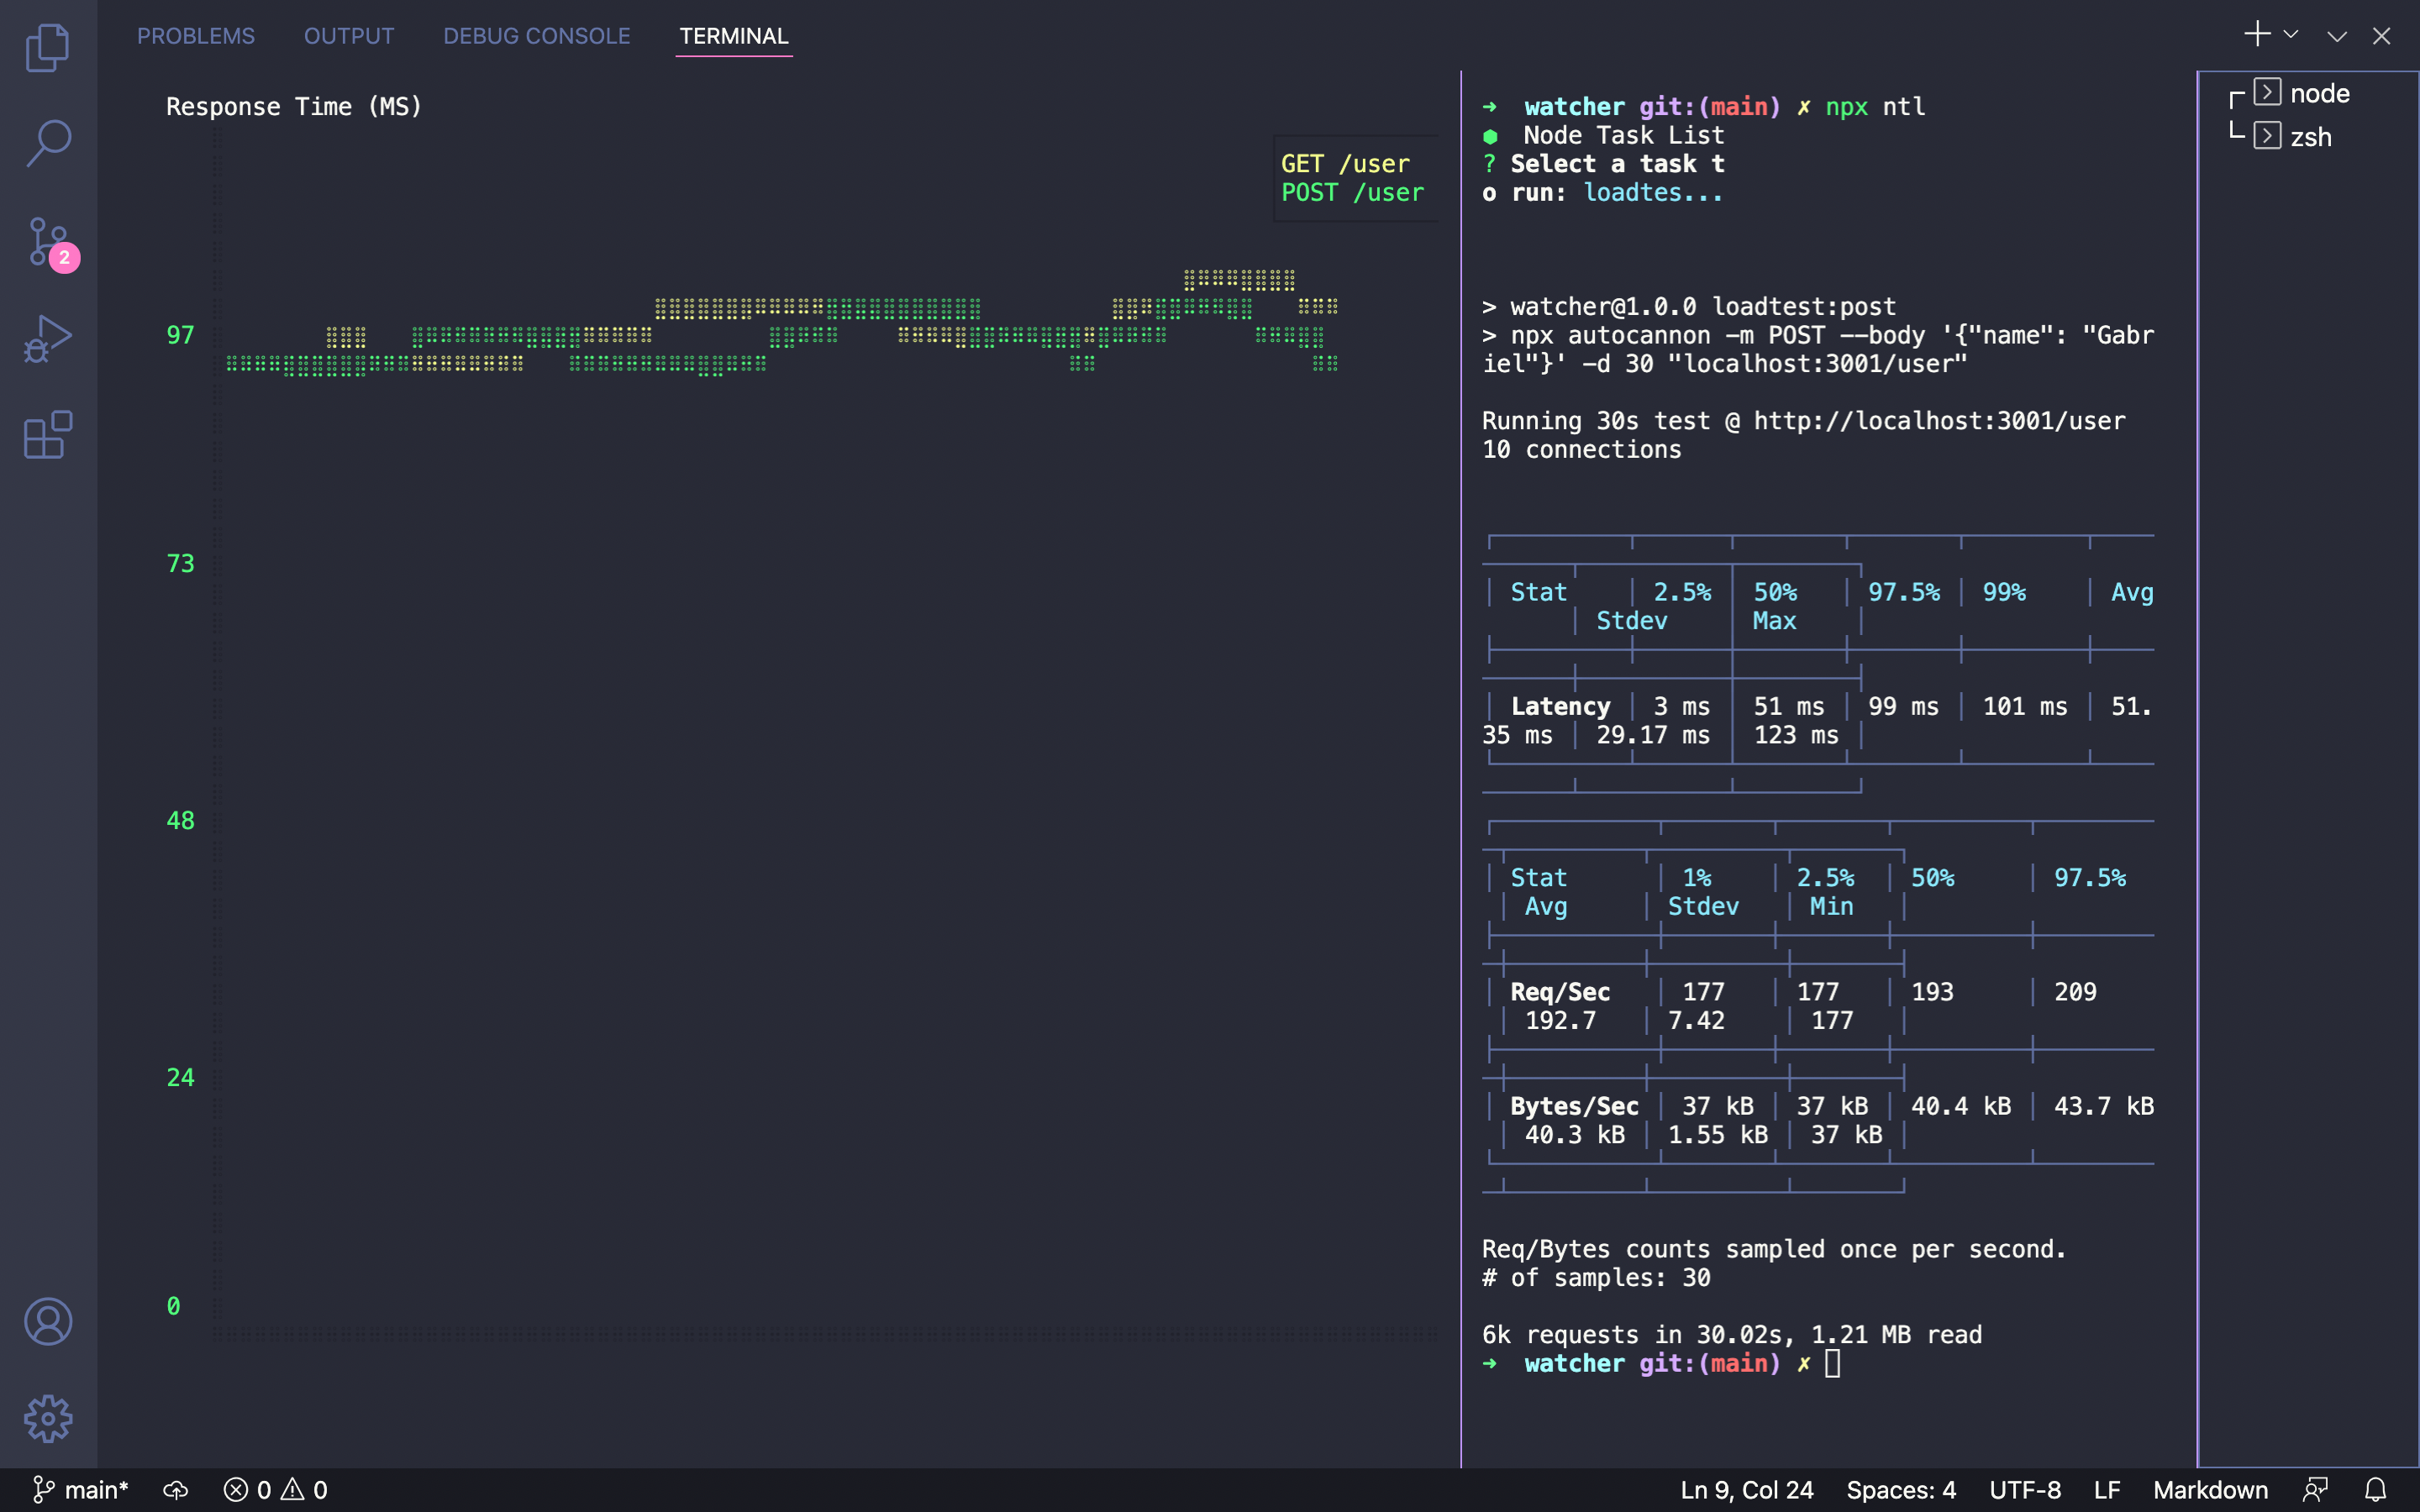 PROBLEMS OUTPUT DEBUG CONSOLE TERMINAL
Response Time (MS)
GET /user
POST /user
97
73
48
24
0
➜ watcher git:(main) ✗ npx ntl
⬢ Node Task List
? Select a task t
o run: loadtes...
> watcher@1.0.0 loadtest:post
> npx autocannon -m POST --body '{"name": "Gabr
iel"}' -d 30 "localhost:3001/user"
Running 30s test @ http://localhost:3001/user
10 connections
│ Stat │ 2.5% │ 50% │ 97.5% │ 99% │ Avg
│ Stdev │ Max │
│ Latency │ 3 ms │ 51 ms │ 99 ms │ 101 ms │ 51.
35 ms │ 29.17 ms │ 123 ms │
│ Stat │ 1% │ 2.5% │ 50% │ 97.5%
│ Avg │ Stdev │ Min │
│ Req/Sec │ 177 │ 177 │ 193 │ 209
│ 192.7 │ 7.42 │ 177 │
│ Bytes/Sec │ 37 kB │ 37 kB │ 40.4 kB │ 43.7 kB
│ 40.3 kB │ 1.55 kB │ 37 kB │
Req/Bytes counts sampled once per second.
# of samples: 30
6k requests in 30.02s, 1.21 MB read
➜ watcher git:(main) ✗
node
zsh
2
main* 0 0 Ln 9, Col 24 Spaces: 4 UTF-8 LF Markdown